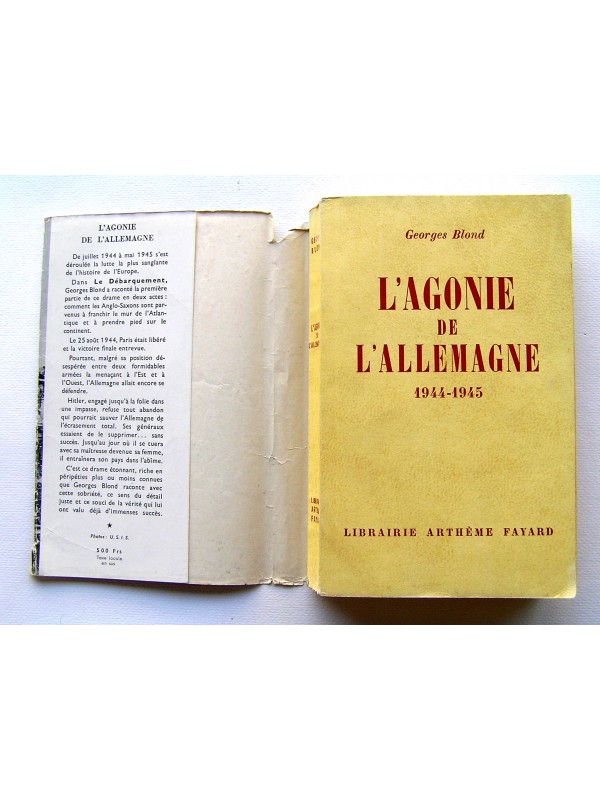 L'AGONIE
DE L'ALLEMAGNE
De juillet 1944 à mai 1945 s'est
déroulée la lutte la plus sanglante
de l'histoire de l'Europe.
Dans Le Débarquement,
Georges Blond a raconté la première
partie de ce drame en deux actes :
comment les Anglo-Saxons sont par-
venus à franchir le mur de l'Atlan-
tique et à prendre pied sur le
continent.
Le 25 août 1944, Paris était libéré
et la victoire finale entrevue.
Pourtant, malgré sa position dé-
sespérée entre deux formidables
armées la menaçant à l'Est et à
l'Ouest, l'Allemagne allait encore se
défendre.
Hitler, engagé jusqu'à la folie dans
une impasse, refuse tout abandon
qui pourrait sauver l'Allemagne de
l'écrasement total. Ses généraux
essaient de le supprimer... sans
succès. Jusqu'au jour où il se tuera
avec sa maîtresse devenue sa femme,
il entraînera son pays dans l'abîme.
C'est ce drame étonnant, riche en
péripéties plus ou moins connues
que Georges Blond raconte avec
cette sobriété, ce sens du détail
juste et ce souci de la vérité qui lui
ont valu déjà d'immenses succès.
Photos : U.S.I.S.
500 Frs
Taxe locale
en sus
Georges Blond
L'AGONIE
DE
L'ALLEMAGNE
1944-1945
LIBRAIRIE ARTHÈME FAYARD